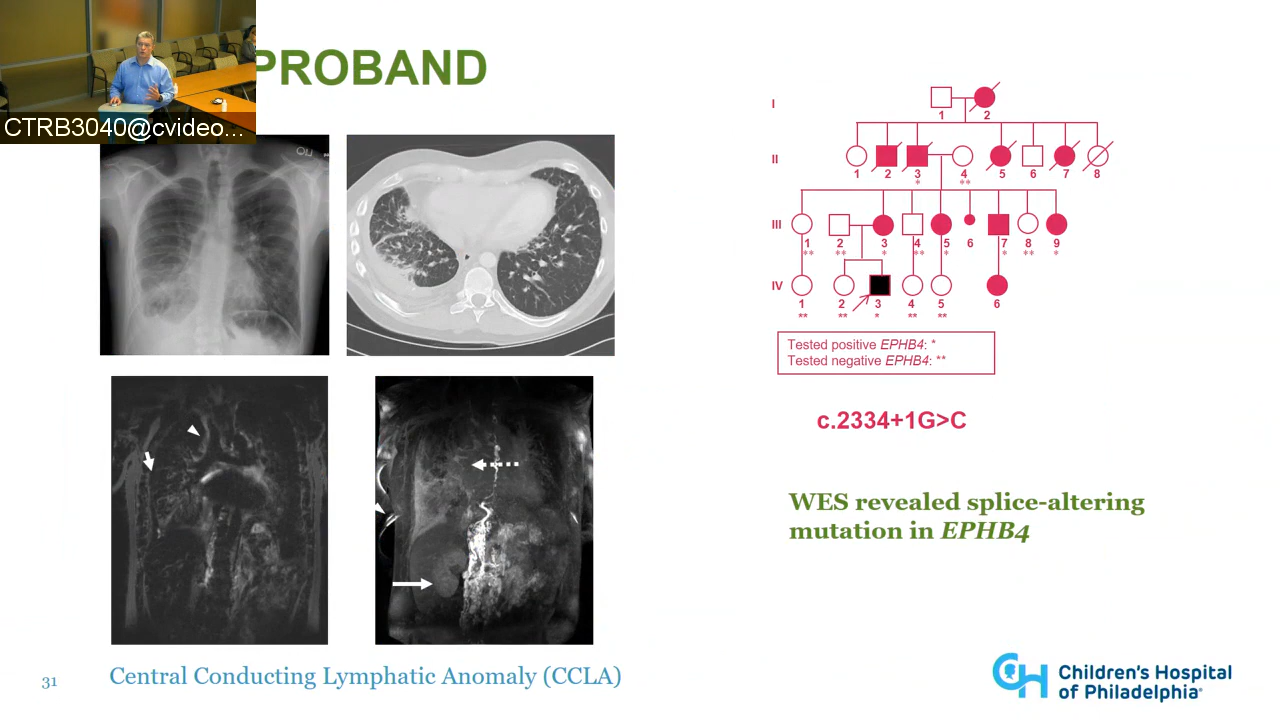 PROBAND
CTRB3040@cvideo...
I
1
2
II
1
2
3
4
5
6
7
8
*
**
III
1
2
3
4
5
6
7
8
9
**
**
*
**
*
*
**
*
IV
1
2
3
4
5
6
**
**
*
**
**
Tested positive EPHB4: *
Tested negative EPHB4: **
c.2334+1G>C
WES revealed splice-altering
mutation in EPHB4
31
Central Conducting Lymphatic Anomaly (CCLA)
CH
Children's Hospital
of Philadelphia